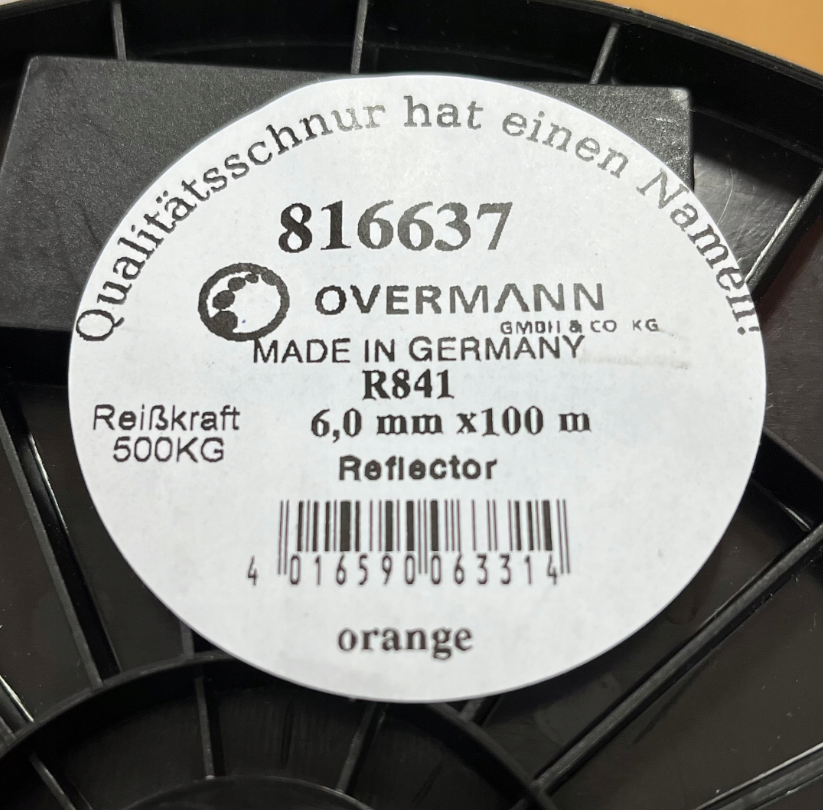 Qualitätsschnur hat einen Namen!
816637
OVERMANN
GMBH & CO KG
MADE IN GERMANY
R841
Reißkraft
500KG
6,0 mm x100 m
Reflector
4 016590 063314
orange